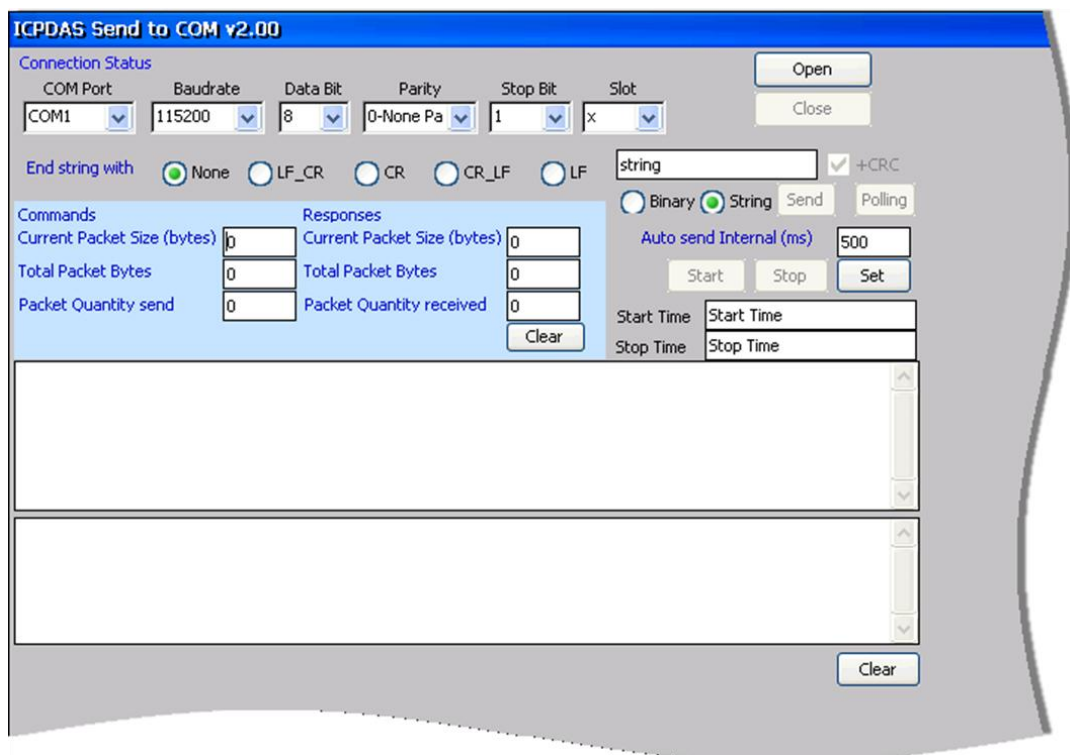 ICPDAS Send to COM v2.00
Connection Status
COM Port Baudrate Data Bit Parity Stop Bit Slot
COM1 115200 8 0-None Pa 1 x
Open
Close
End string with None LF_CR CR CR_LF LF
string +CRC
Binary String Send Polling
Commands Responses
Current Packet Size (bytes) 0 Current Packet Size (bytes) 0
Total Packet Bytes 0 Total Packet Bytes 0
Packet Quantity send 0 Packet Quantity received 0
Clear
Auto send Internal (ms) 500
Start Stop Set
Start Time Start Time
Stop Time Stop Time
Clear